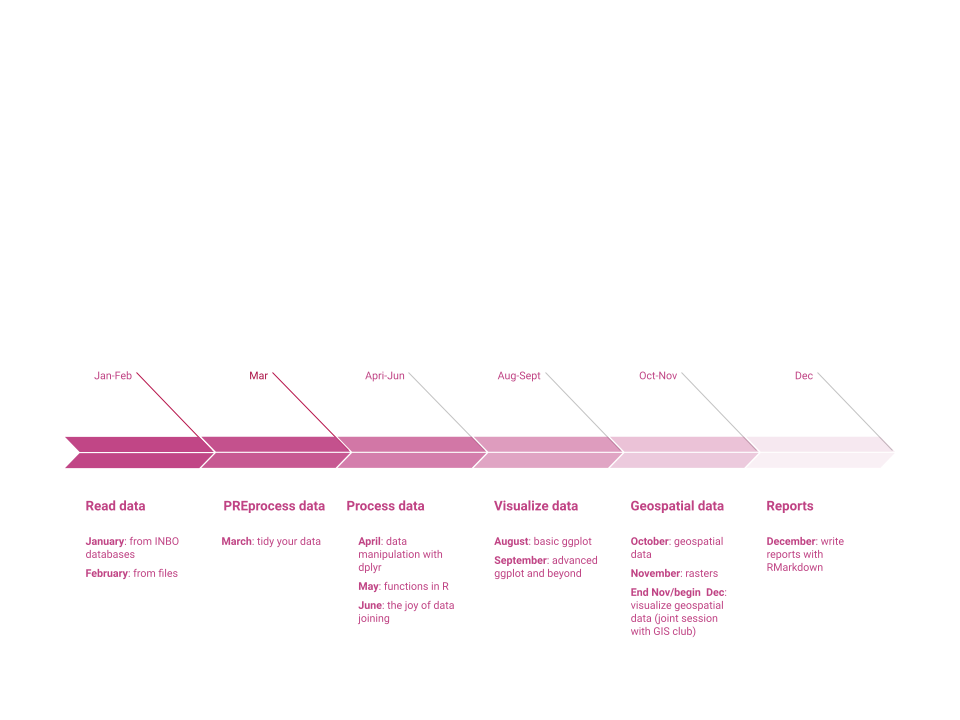 Jan-Feb
Mar
Apri-Jun
Aug-Sept
Oct-Nov
Dec
Read data
January: from INBO
databases
February: from files
PREprocess data
March: tidy your data
Process data
April: data
manipulation with
dplyr
May: functions in R
June: the joy of data
joining
Visualize data
August: basic ggplot
September: advanced
ggplot and beyond
Geospatial data
October: geospatial
data
November: rasters
End Nov/begin  Dec:
visualize geospatial
data (joint session
with GIS club)
Reports
December: write
reports with
RMarkdown